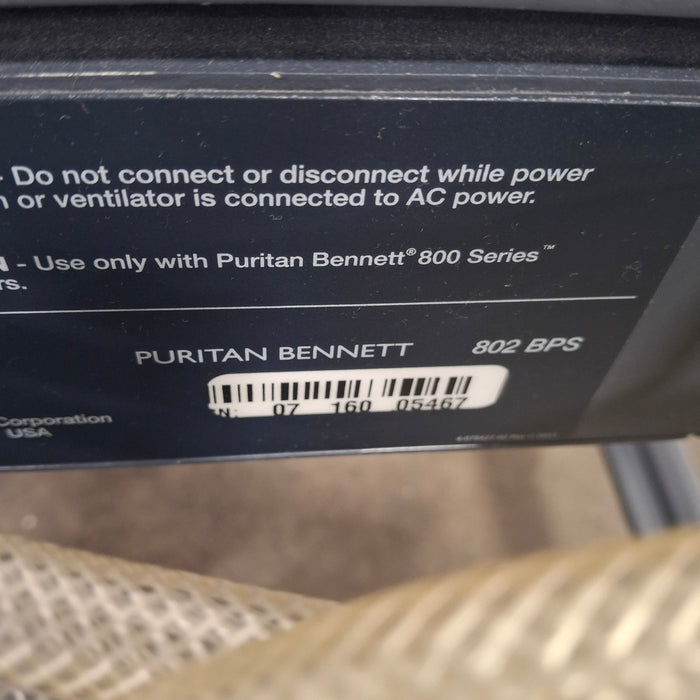 - Do not connect or disconnect while power
n or ventilator is connected to AC power.
N - Use only with Puritan Bennett® 800 Series™
rs.
PURITAN BENNETT 802 BPS
N: 07 160 05467
Corporation
USA